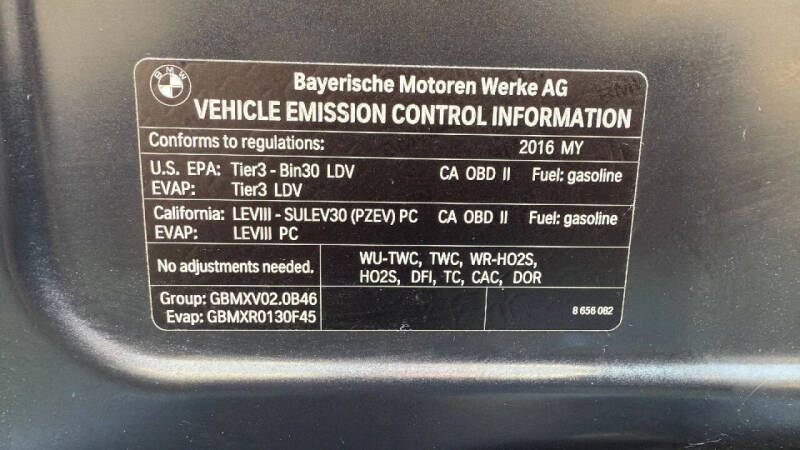 BMW
Bayerische Motoren Werke AG
VEHICLE EMISSION CONTROL INFORMATION
Conforms to regulations: 2016 MY
U.S. EPA: Tier3 - Bin30 LDV CA OBD II Fuel: gasoline
EVAP: Tier3 LDV
California: LEVIII - SULEV30 (PZEV) PC CA OBD II Fuel: gasoline
EVAP: LEVIII PC
No adjustments needed.
WU-TWC, TWC, WR-HO2S,
HO2S, DFI, TC, CAC, DOR
Group: GBMXV02.0B46
Evap: GBMXR0130F45
8 656 082